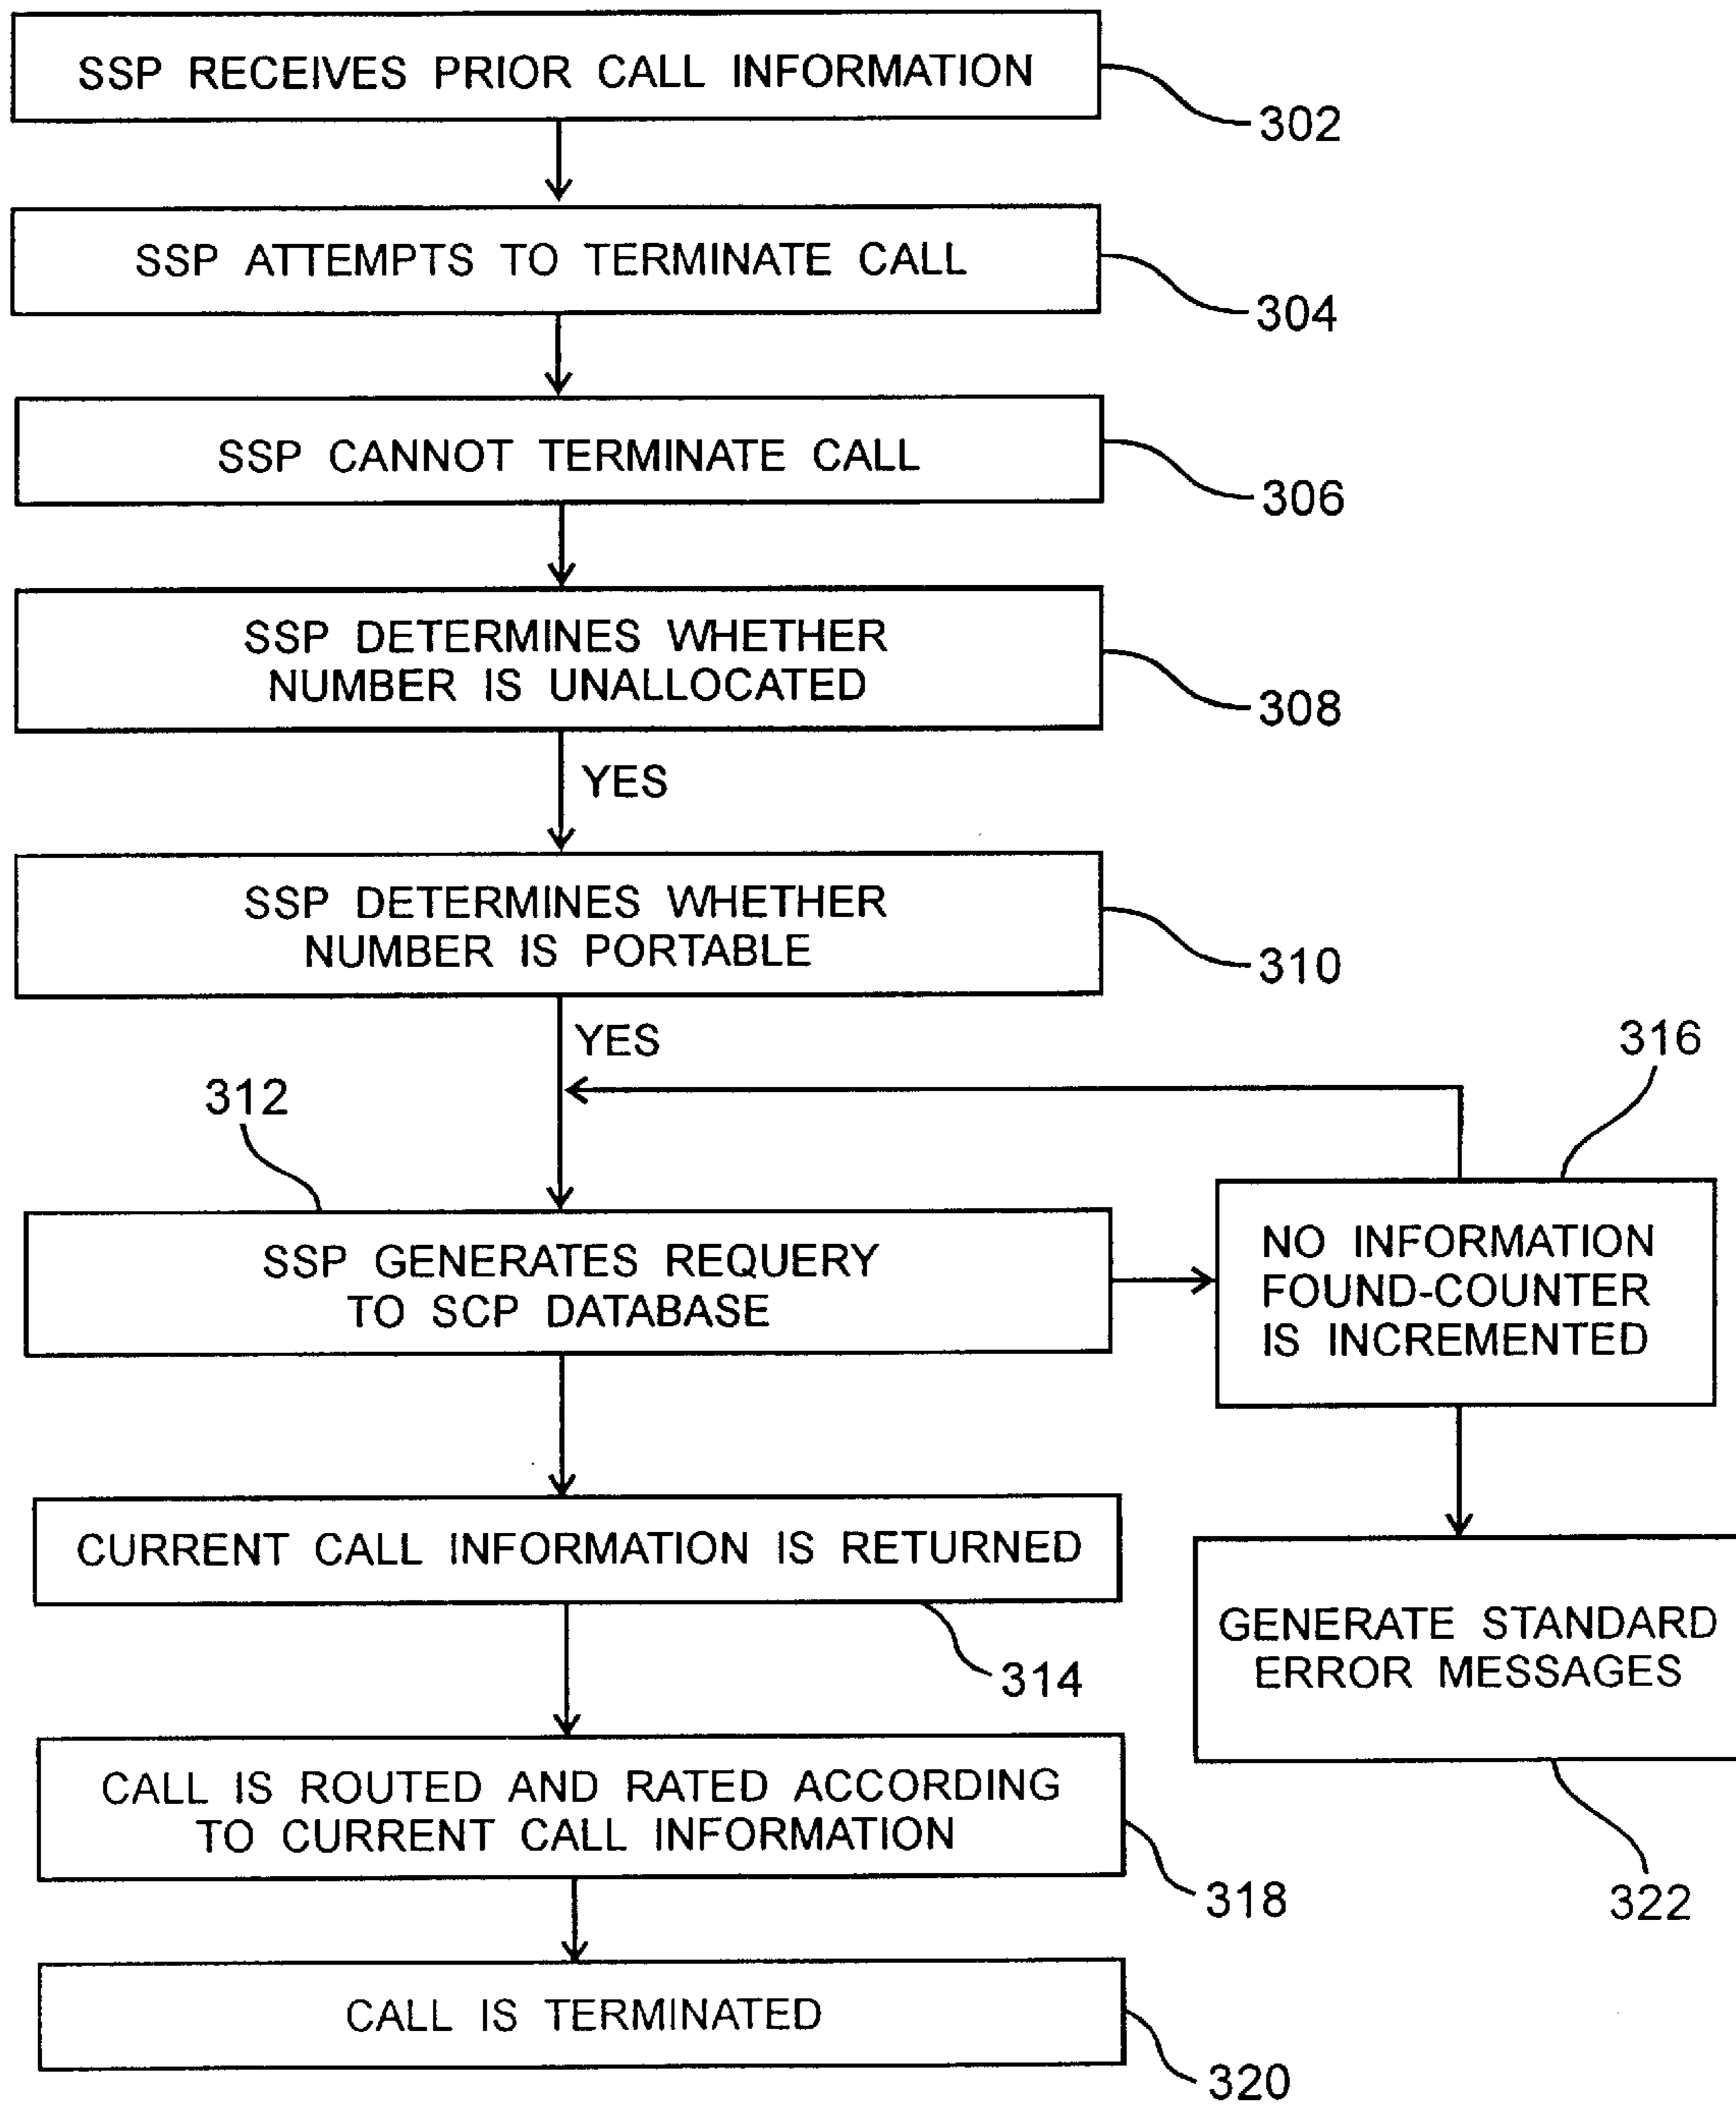 SSP RECEIVES PRIOR CALL INFORMATION
302
SSP ATTEMPTS TO TERMINATE CALL
304
SSP CANNOT TERMINATE CALL
306
SSP DETERMINES WHETHER
NUMBER IS UNALLOCATED
308
YES
SSP DETERMINES WHETHER
NUMBER IS PORTABLE
310
YES
316
312
SSP GENERATES REQUERY
TO SCP DATABASE
NO INFORMATION
FOUND-COUNTER
IS INCREMENTED
CURRENT CALL INFORMATION IS RETURNED
314
GENERATE STANDARD
ERROR MESSAGES
322
CALL IS ROUTED AND RATED ACCORDING
TO CURRENT CALL INFORMATION
318
CALL IS TERMINATED
320